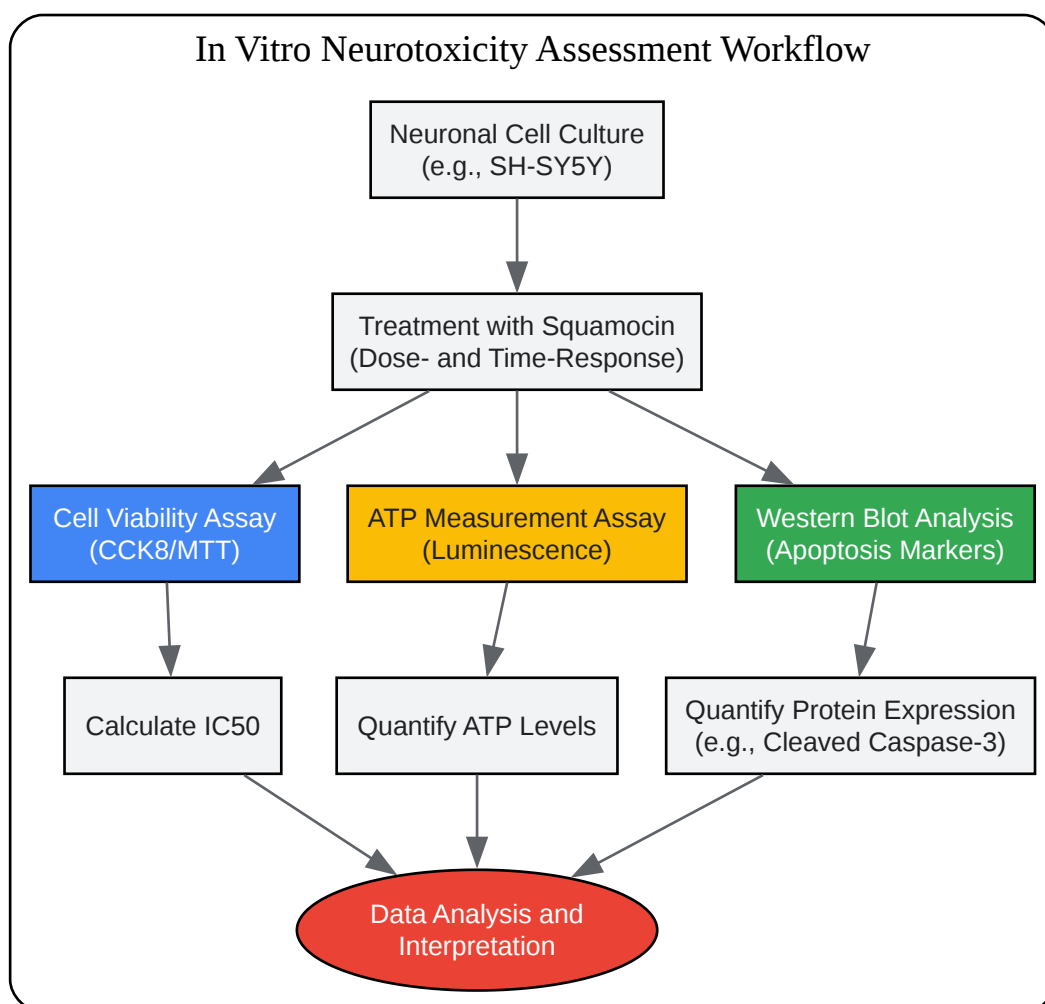 In Vitro Neurotoxicity Assessment Workflow
Neuronal Cell Culture
(e.g., SH-SY5Y)
Treatment with Squamocin
(Dose- and Time-Response)
Cell Viability Assay
(CCK8/MTT)
ATP Measurement Assay
(Luminescence)
Western Blot Analysis
(Apoptosis Markers)
Calculate IC50
Quantify ATP Levels
Quantify Protein Expression
(e.g., Cleaved Caspase-3)
Data Analysis and
Interpretation